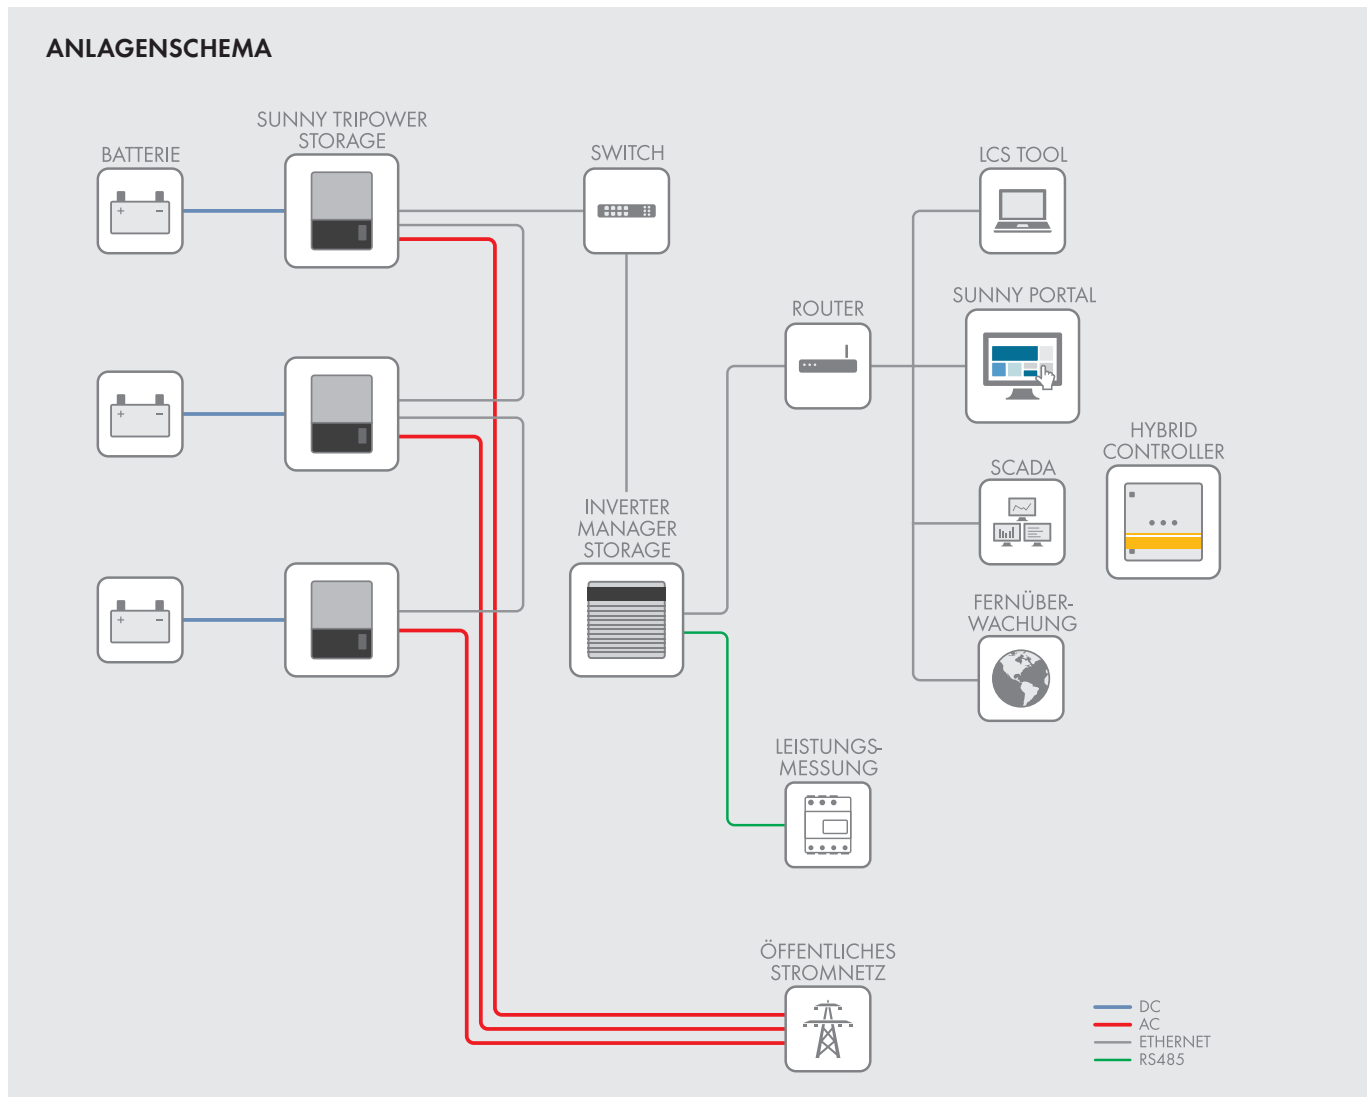 ANLAGENSCHEMA
SUNNY TRIPOWER
STORAGE
BATTERIE
SWITCH
LCS TOOL
SUNNY PORTAL
ROUTER
HYBRID
CONTROLLER
SCADA
INVERTER
MANAGER
STORAGE
FERNÜBER-
WACHUNG
LEISTUNGS-
MESSUNG
ÖFFENTLICHES
STROMNETZ
DC
AC
ETHERNET
RS485